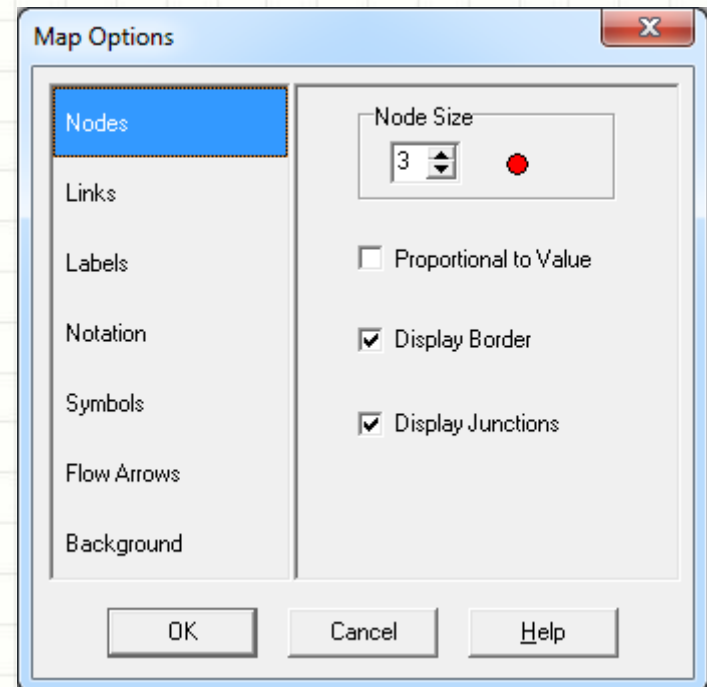 Map Options
Nodes
Links
Labels
Notation
Symbols
Flow Arrows
Background
Node Size
3
Proportional to Value
Display Border
Display Junctions
OK
Cancel
Help